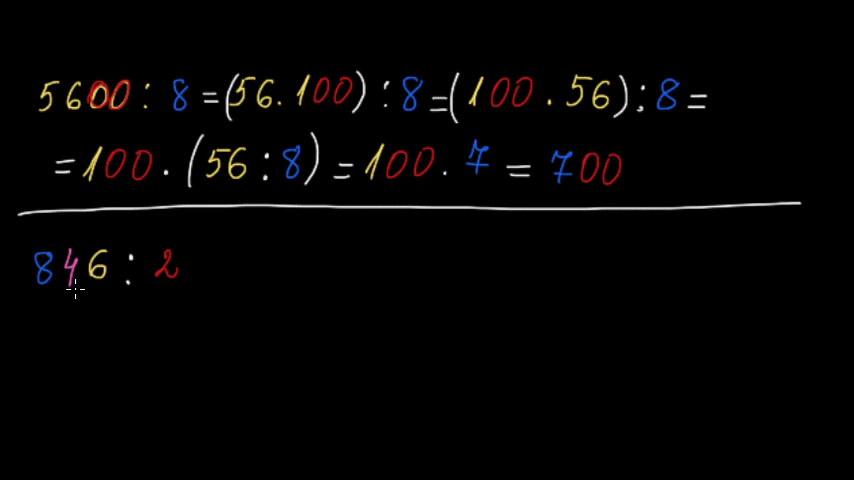 5600 : 8 = (56 . 100) : 8 = (100 . 56) : 8 =
= 100 . (56 : 8) = 100 . 7 = 700
846 : 2